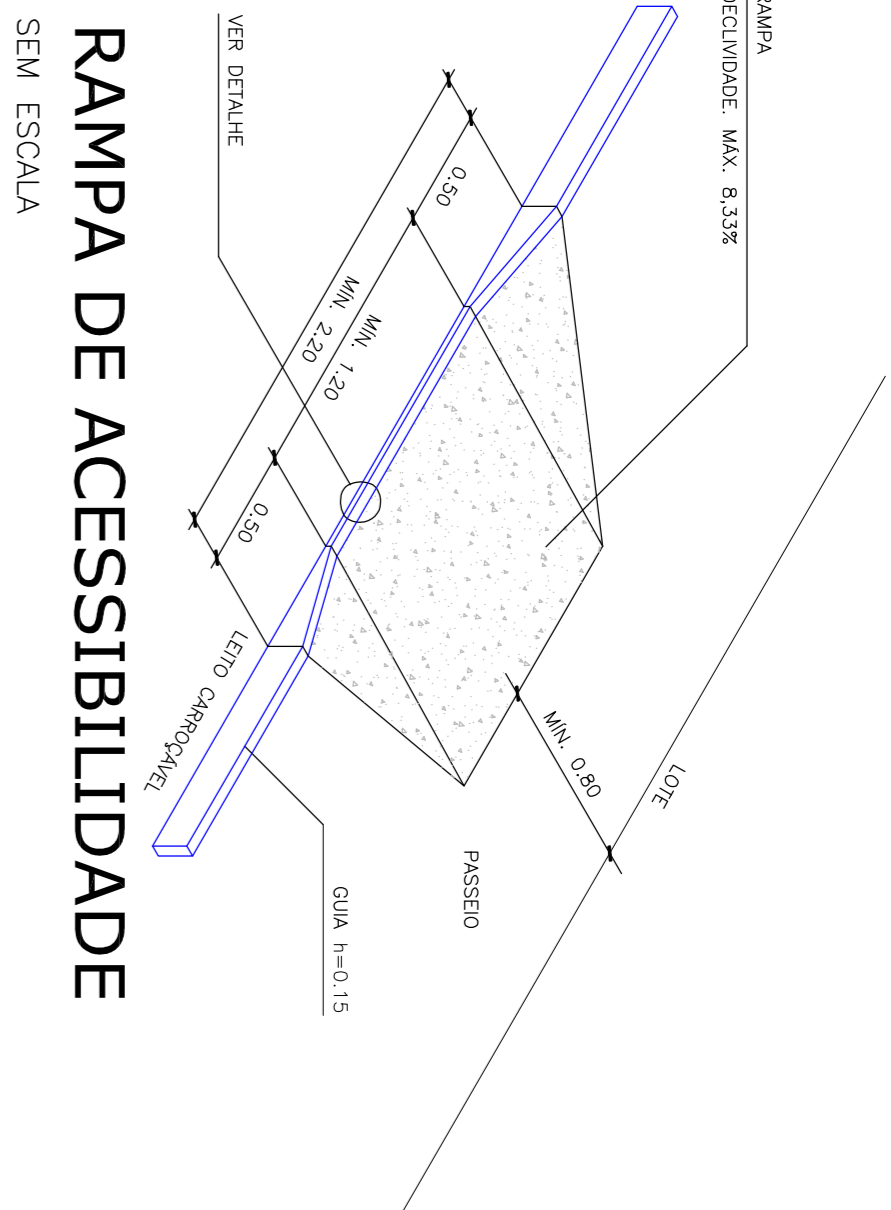 RAMPA
DECLIVIDADE. MÁX. 8,33%
LOTE
MÍN. 0.80
PASSEIO
0.50
MÍN. 1.20
MÍN. 2.20
0.50
VER DETALHE
LEITO CARROÇÁVEL
GUIA h=0.15
RAMPA DE ACESSIBILIDADE
SEM ESCALA